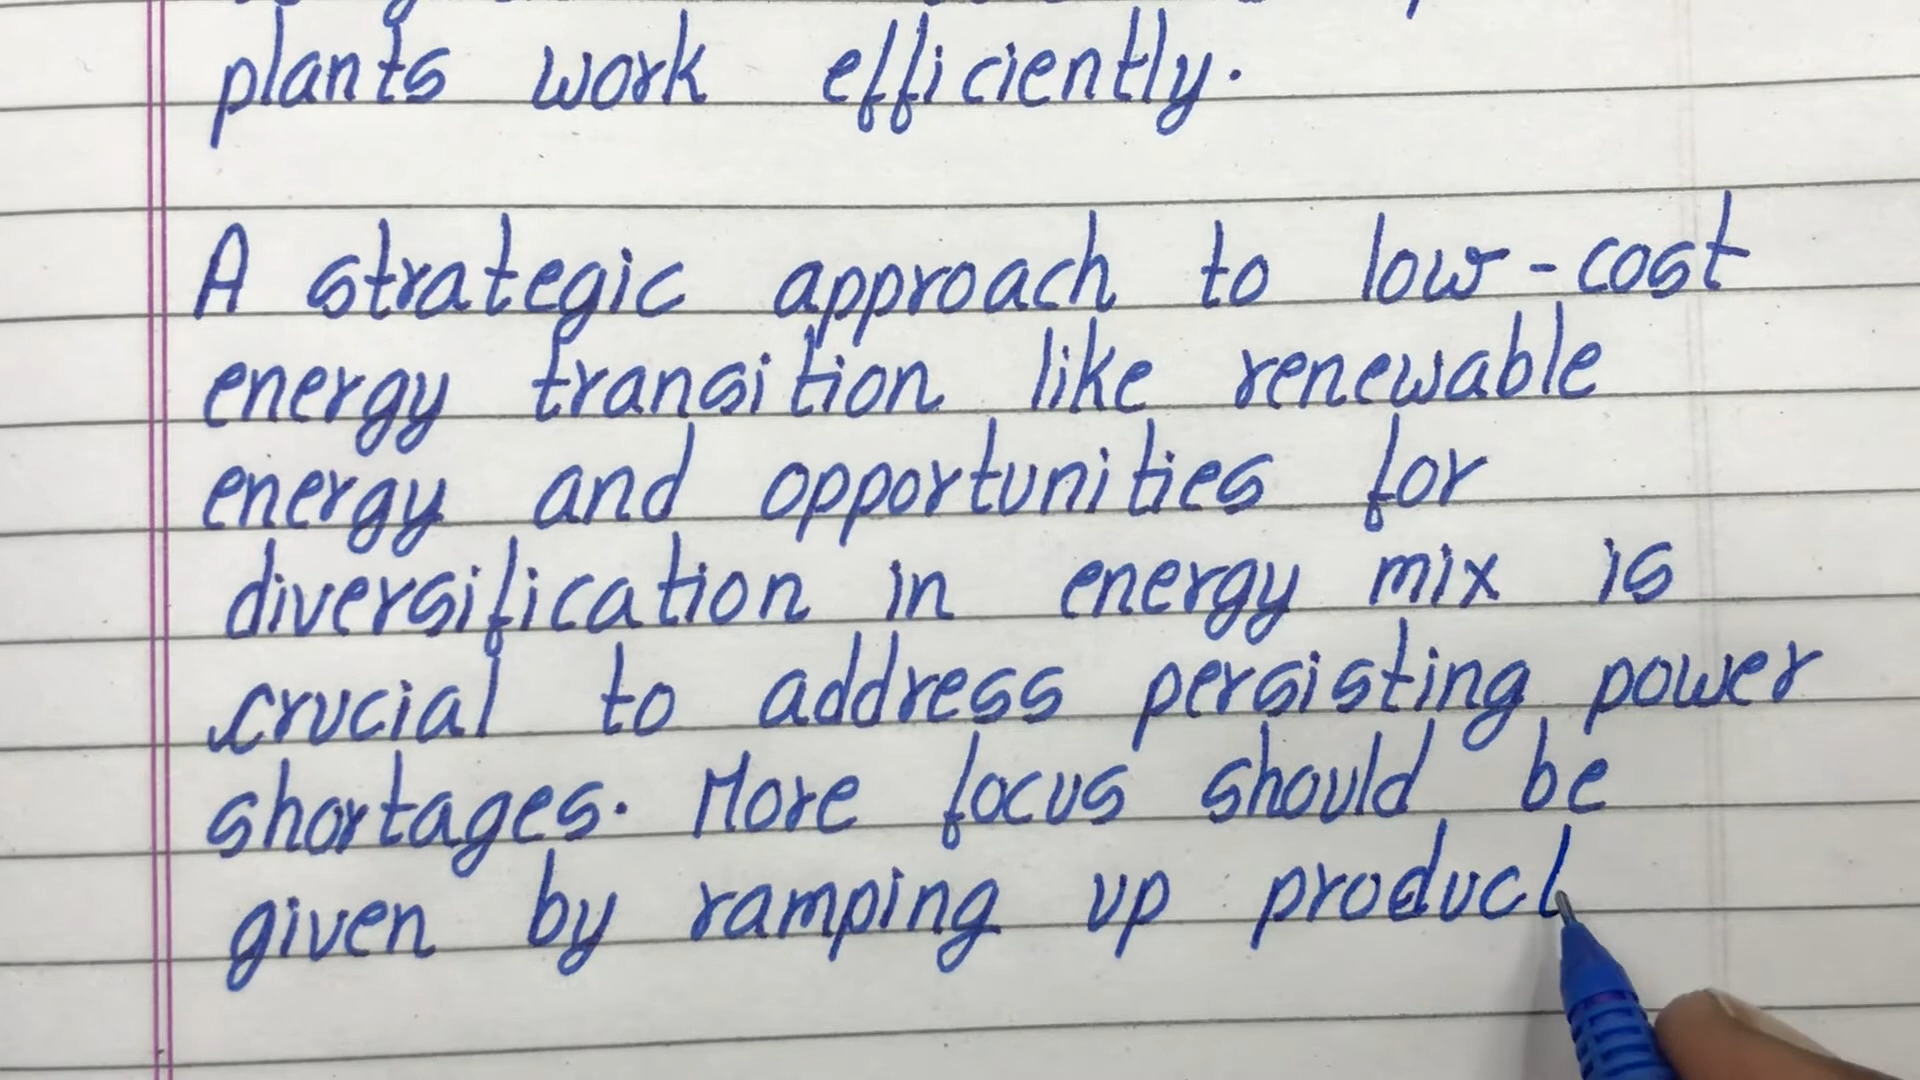 plants work efficiently.
A strategic approach to low-cost
energy transition like renewable
energy and opportunities for
diversification in energy mix is
crucial to address persisting power
shortages. More focus should be
given by ramping up product